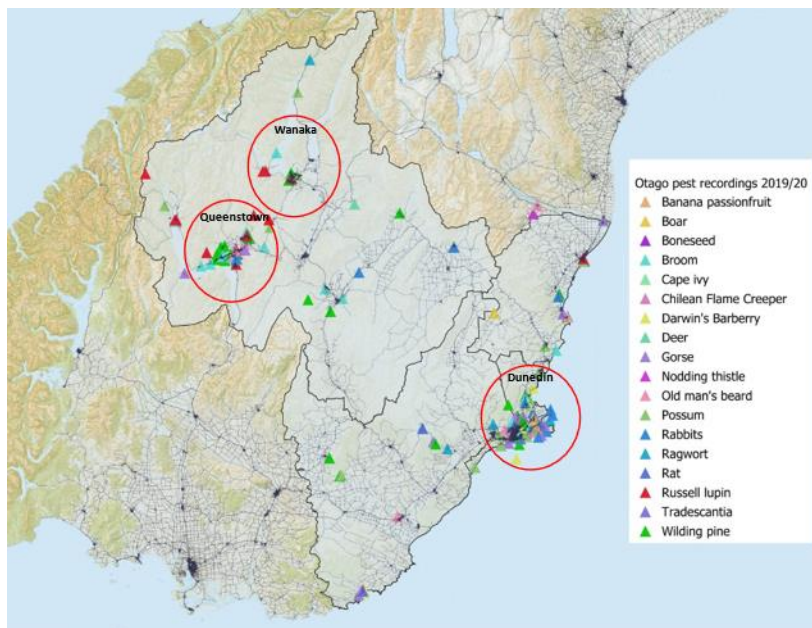 Wanaka
Queenstown
Dunedin
Otago pest recordings 2019/20
Banana passionfruit
Boar
Boneseed
Broom
Cape ivy
Chilean Flame Creeper
Darwin's Barberry
Deer
Gorse
Nodding thistle
Old man's beard
Possum
Rabbits
Ragwort
Rat
Russell lupin
Tradescantia
Wilding pine